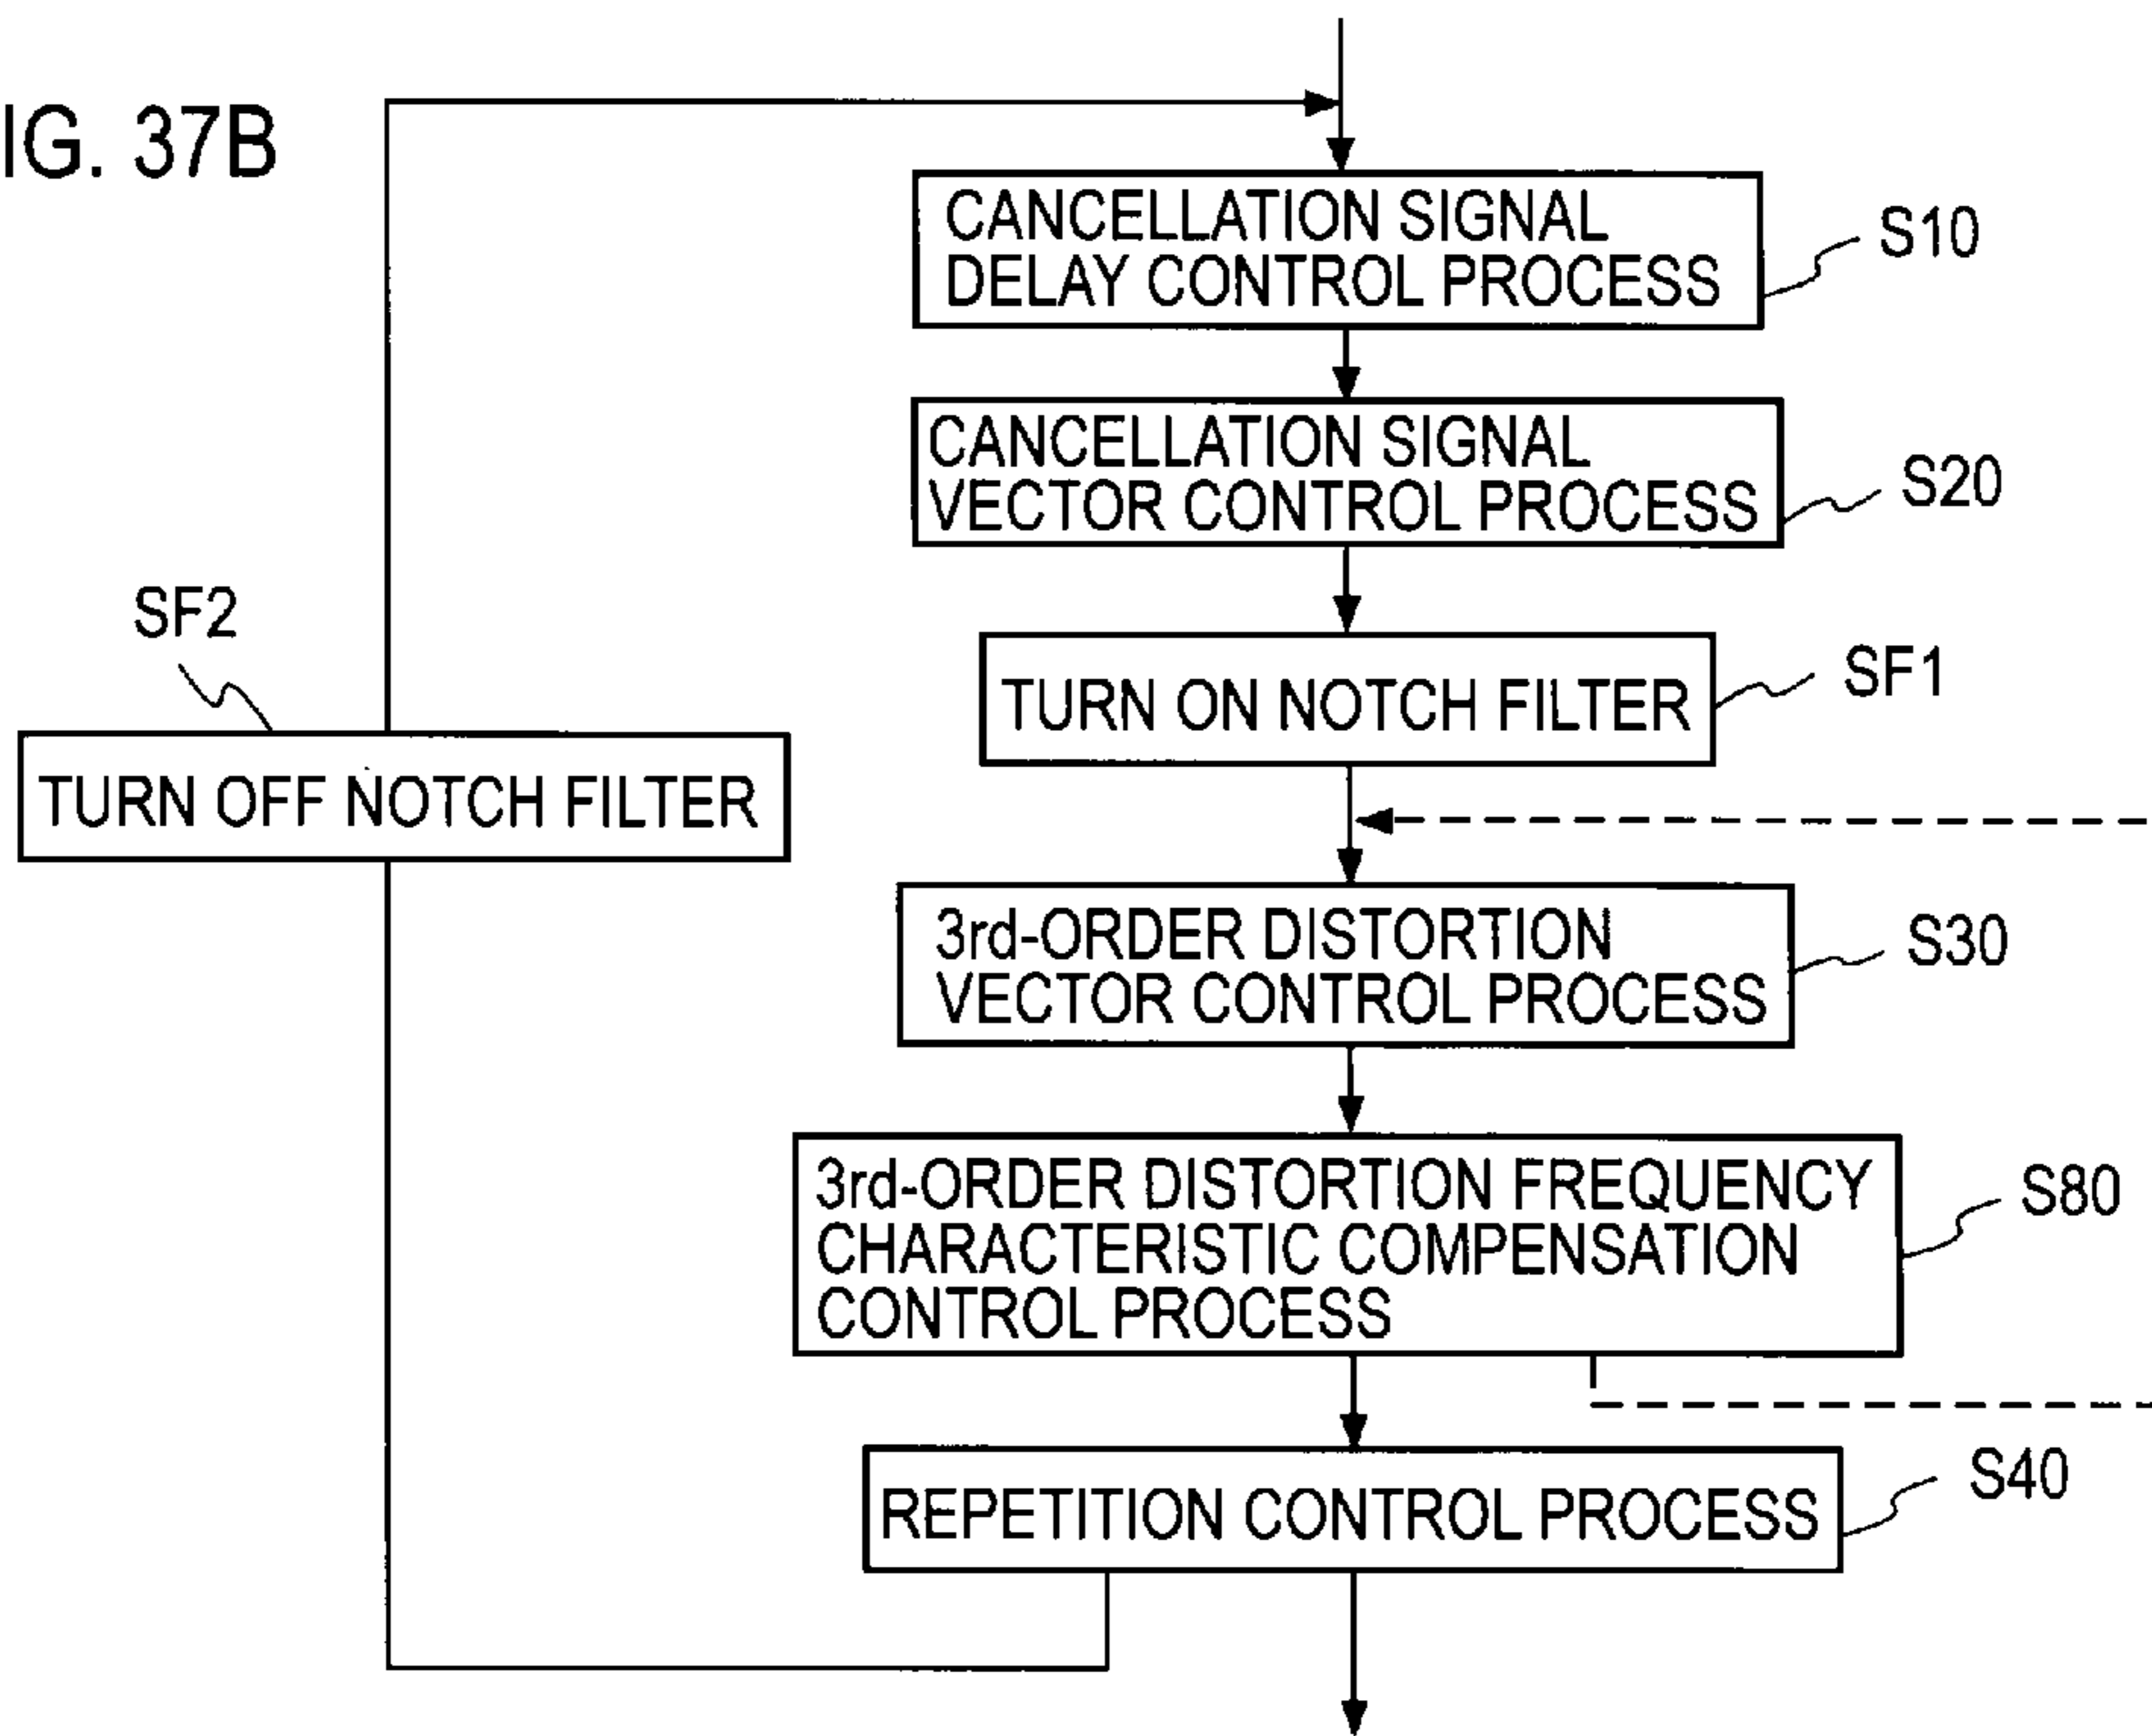 IG. 37B
CANCELLATION SIGNAL
DELAY CONTROL PROCESS
S10
CANCELLATION SIGNAL
VECTOR CONTROL PROCESS
S20
SF2
TURN ON NOTCH FILTER
SF1
TURN OFF NOTCH FILTER
3rd-ORDER DISTORTION
VECTOR CONTROL PROCESS
S30
3rd-ORDER DISTORTION FREQUENCY
CHARACTERISTIC COMPENSATION
CONTROL PROCESS
S80
REPETITION CONTROL PROCESS
S40